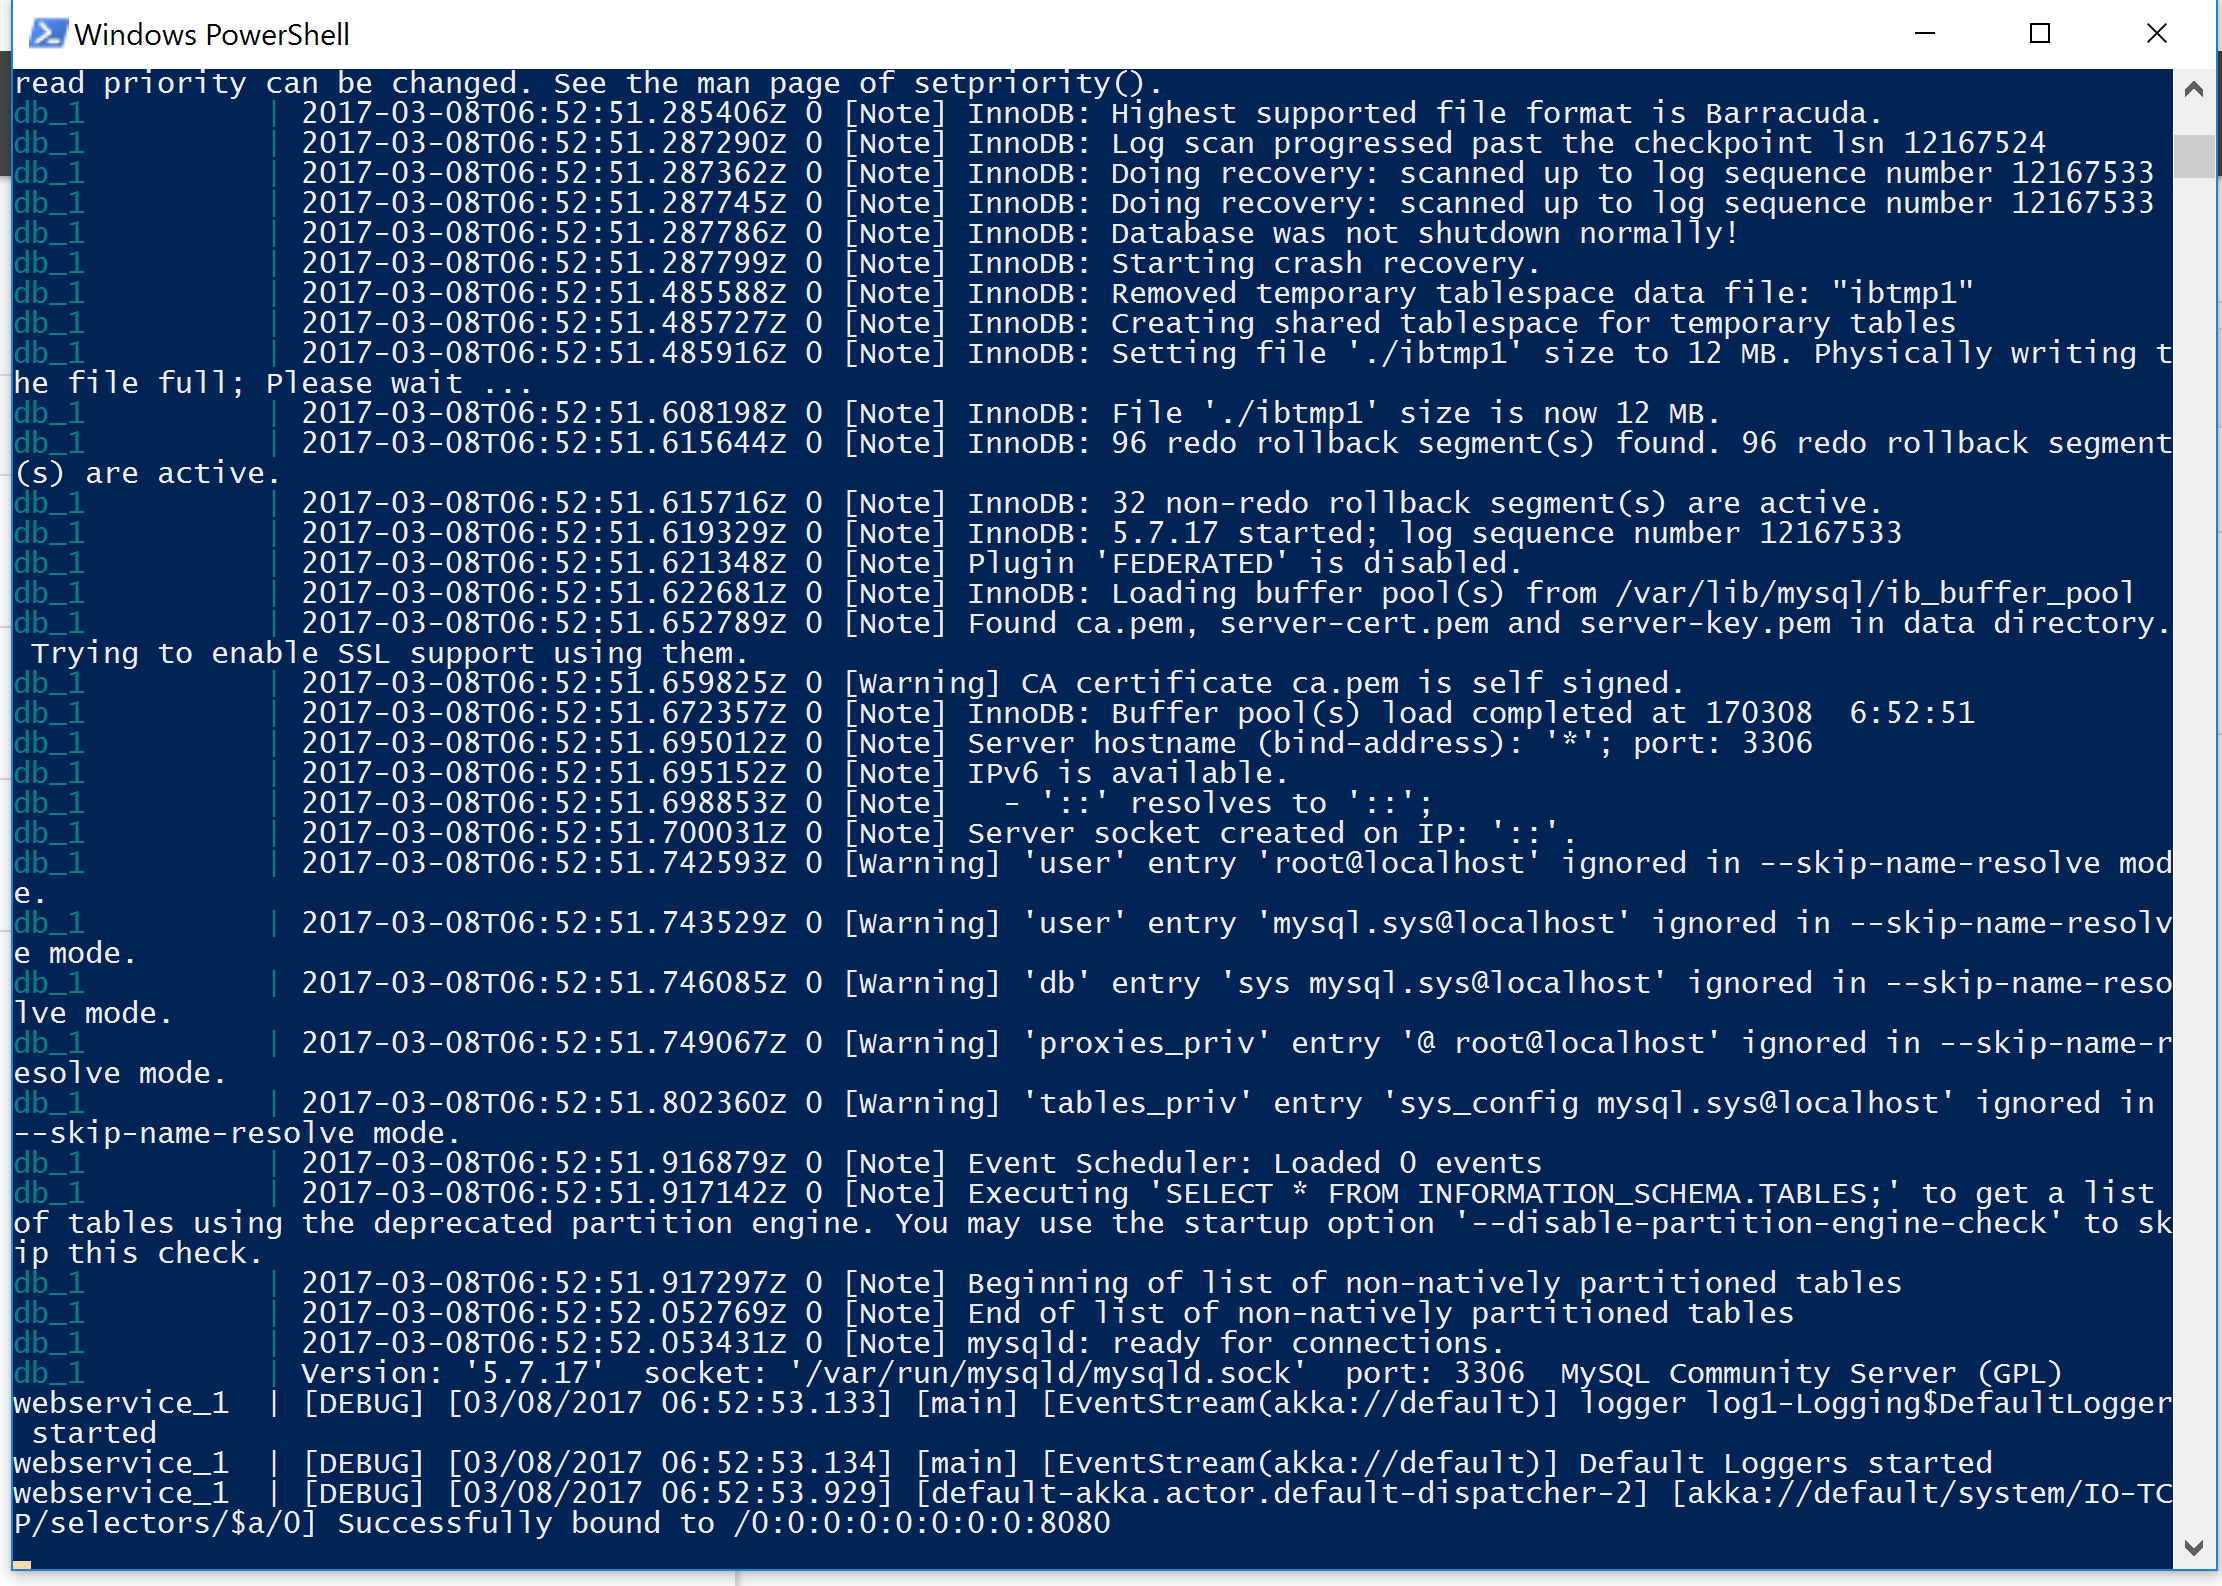 Windows PowerShell
read priority can be changed. See the man page of setpriority().
db_1          | 2017-03-08T06:52:51.285406Z 0 [Note] InnoDB: Highest supported file format is Barracuda.
db_1          | 2017-03-08T06:52:51.287290Z 0 [Note] InnoDB: Log scan progressed past the checkpoint lsn 12167524
db_1          | 2017-03-08T06:52:51.287362Z 0 [Note] InnoDB: Doing recovery: scanned up to log sequence number 12167533
db_1          | 2017-03-08T06:52:51.287745Z 0 [Note] InnoDB: Doing recovery: scanned up to log sequence number 12167533
db_1          | 2017-03-08T06:52:51.287786Z 0 [Note] InnoDB: Database was not shutdown normally!
db_1          | 2017-03-08T06:52:51.287799Z 0 [Note] InnoDB: Starting crash recovery.
db_1          | 2017-03-08T06:52:51.485588Z 0 [Note] InnoDB: Removed temporary tablespace data file: "ibtmp1"
db_1          | 2017-03-08T06:52:51.485727Z 0 [Note] InnoDB: Creating shared tablespace for temporary tables
db_1          | 2017-03-08T06:52:51.485916Z 0 [Note] InnoDB: Setting file './ibtmp1' size to 12 MB. Physically writing t
he file full; Please wait ...
db_1          | 2017-03-08T06:52:51.608198Z 0 [Note] InnoDB: File './ibtmp1' size is now 12 MB.
db_1          | 2017-03-08T06:52:51.615644Z 0 [Note] InnoDB: 96 redo rollback segment(s) found. 96 redo rollback segment
(s) are active.
db_1          | 2017-03-08T06:52:51.615716Z 0 [Note] InnoDB: 32 non-redo rollback segment(s) are active.
db_1          | 2017-03-08T06:52:51.619329Z 0 [Note] InnoDB: 5.7.17 started; log sequence number 12167533
db_1          | 2017-03-08T06:52:51.621348Z 0 [Note] Plugin 'FEDERATED' is disabled.
db_1          | 2017-03-08T06:52:51.622681Z 0 [Note] InnoDB: Loading buffer pool(s) from /var/lib/mysql/ib_buffer_pool
db_1          | 2017-03-08T06:52:51.652789Z 0 [Note] Found ca.pem, server-cert.pem and server-key.pem in data directory.
 Trying to enable SSL support using them.
db_1          | 2017-03-08T06:52:51.659825Z 0 [Warning] CA certificate ca.pem is self signed.
db_1          | 2017-03-08T06:52:51.672357Z 0 [Note] InnoDB: Buffer pool(s) load completed at 170308  6:52:51
db_1          | 2017-03-08T06:52:51.695012Z 0 [Note] Server hostname (bind-address): '*'; port: 3306
db_1          | 2017-03-08T06:52:51.695152Z 0 [Note] IPv6 is available.
db_1          | 2017-03-08T06:52:51.698853Z 0 [Note]   - '::' resolves to '::';
db_1          | 2017-03-08T06:52:51.700031Z 0 [Note] Server socket created on IP: '::'.
db_1          | 2017-03-08T06:52:51.742593Z 0 [Warning] 'user' entry 'root@localhost' ignored in --skip-name-resolve mod
e.
db_1          | 2017-03-08T06:52:51.743529Z 0 [Warning] 'user' entry 'mysql.sys@localhost' ignored in --skip-name-resolv
e mode.
db_1          | 2017-03-08T06:52:51.746085Z 0 [Warning] 'db' entry 'sys mysql.sys@localhost' ignored in --skip-name-reso
lve mode.
db_1          | 2017-03-08T06:52:51.749067Z 0 [Warning] 'proxies_priv' entry '@ root@localhost' ignored in --skip-name-r
esolve mode.
db_1          | 2017-03-08T06:52:51.802360Z 0 [Warning] 'tables_priv' entry 'sys_config mysql.sys@localhost' ignored in
--skip-name-resolve mode.
db_1          | 2017-03-08T06:52:51.916879Z 0 [Note] Event Scheduler: Loaded 0 events
db_1          | 2017-03-08T06:52:51.917142Z 0 [Note] Executing 'SELECT * FROM INFORMATION_SCHEMA.TABLES;' to get a list
of tables using the deprecated partition engine. You may use the startup option '--disable-partition-engine-check' to sk
ip this check.
db_1          | 2017-03-08T06:52:51.917297Z 0 [Note] Beginning of list of non-natively partitioned tables
db_1          | 2017-03-08T06:52:52.052769Z 0 [Note] End of list of non-natively partitioned tables
db_1          | 2017-03-08T06:52:52.053431Z 0 [Note] mysqld: ready for connections.
db_1          | Version: '5.7.17'  socket: '/var/run/mysqld/mysqld.sock'  port: 3306  MySQL Community Server (GPL)
webservice_1  | [DEBUG] [03/08/2017 06:52:53.133] [main] [EventStream(akka://default)] logger log1-Logging$DefaultLogger
 started
webservice_1  | [DEBUG] [03/08/2017 06:52:53.134] [main] [EventStream(akka://default)] Default Loggers started
webservice_1  | [DEBUG] [03/08/2017 06:52:53.929] [default-akka.actor.default-dispatcher-2] [akka://default/system/IO-TC
P/selectors/$a/0] Successfully bound to /0:0:0:0:0:0:0:0:8080